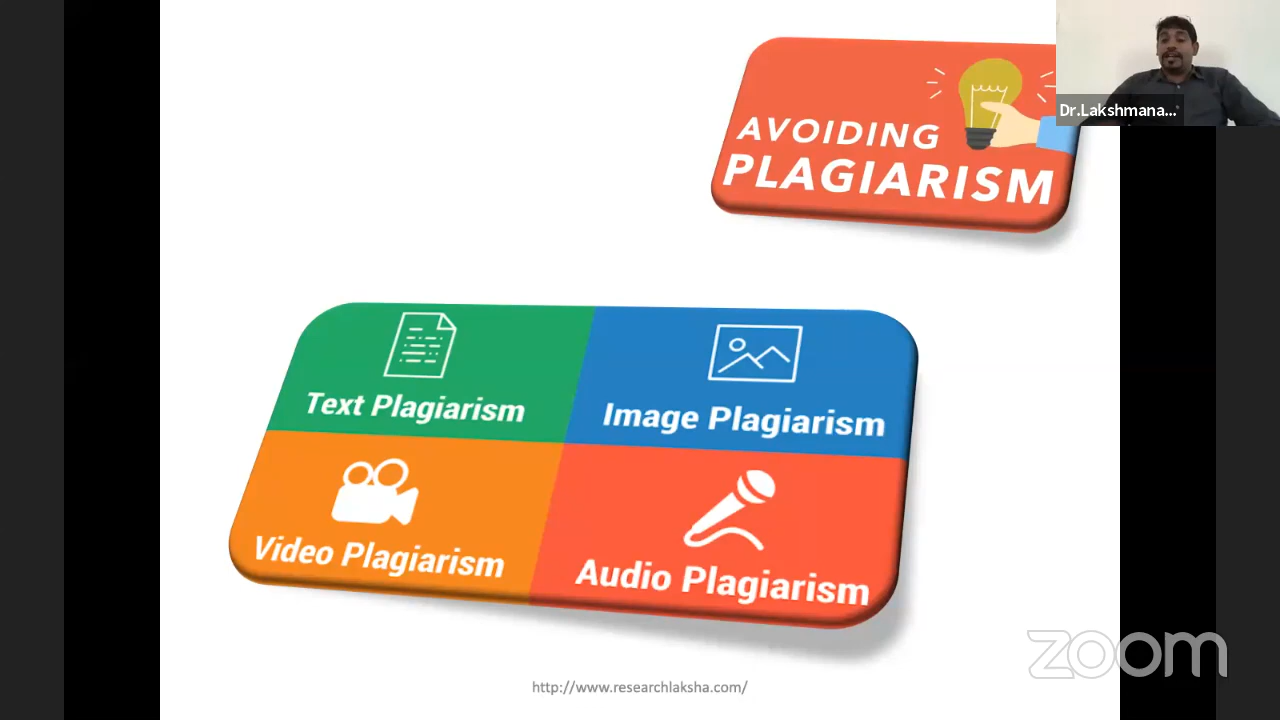 AVOIDING
PLAGIARISM
Dr.Lakshmana...
Text Plagiarism
Image Plagiarism
Video Plagiarism
Audio Plagiarism
http://www.researchlaksha.com/
zoom